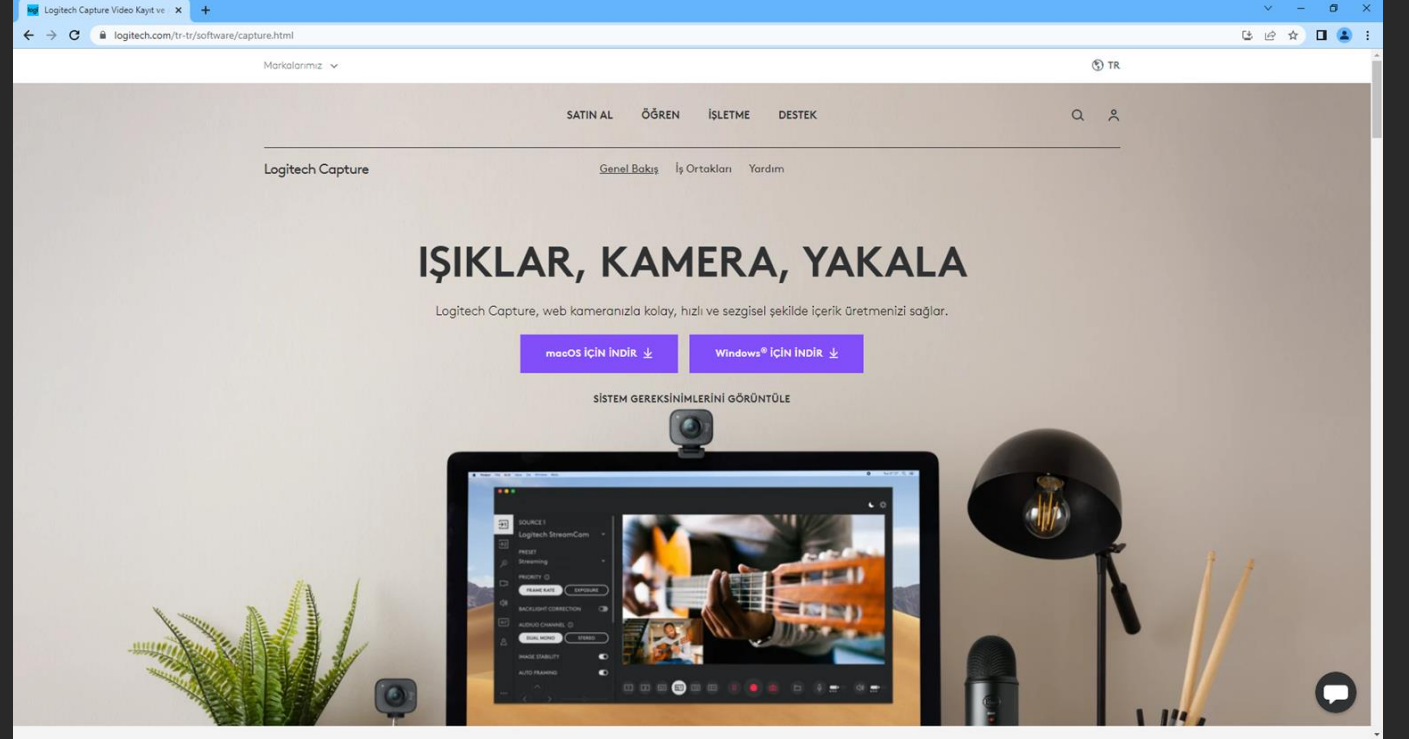 Logitech Capture Video Kayıt ve
logitech.com/tr-tr/software/capture.html
Markalarımız
TR
SATIN AL ÖĞREN İŞLETME DESTEK
Logitech Capture Genel Bakış İş Ortakları Yardım
IŞIKLAR, KAMERA, YAKALA
Logitech Capture, web kameranızla kolay, hızlı ve sezgisel şekilde içerik üretmenizi sağlar.
macOS İÇİN İNDİR Windows® İÇİN İNDİR
SİSTEM GEREKSİNİMLERİNİ GÖRÜNTÜLE
SOURCE 1
Logitech StreamCam
PRESET
Streaming
PRIORITY
FRAME RATE EXPOSURE
BACKLIGHT CORRECTION
AUDIO CHANNEL
DUAL MONO STEREO
IMAGE STABILITY
AUTO FRAMING